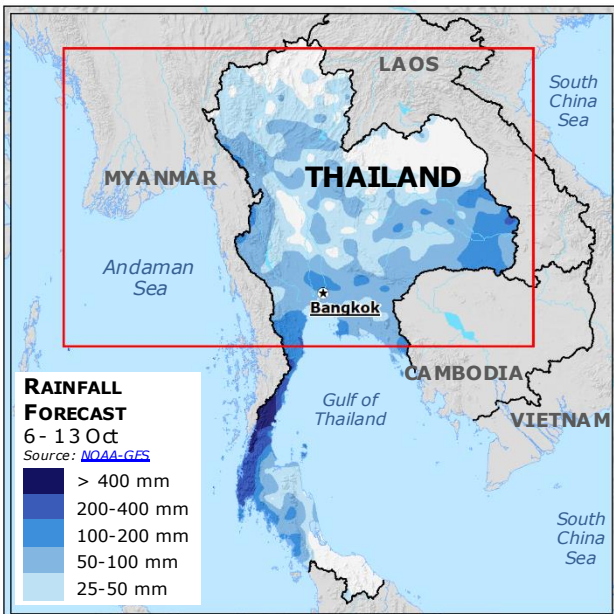 LAOS
South
China
Sea
MYANMAR
THAILAND
Andaman
Sea
Bangkok
CAMBODIA
Gulf of
Thailand
VIETNAM
South
China
Sea
RAINFALL
FORECAST
6- 13 Oct
Source: NOAA-GFS
> 400 mm
200-400 mm
100-200 mm
50-100 mm
25-50 mm